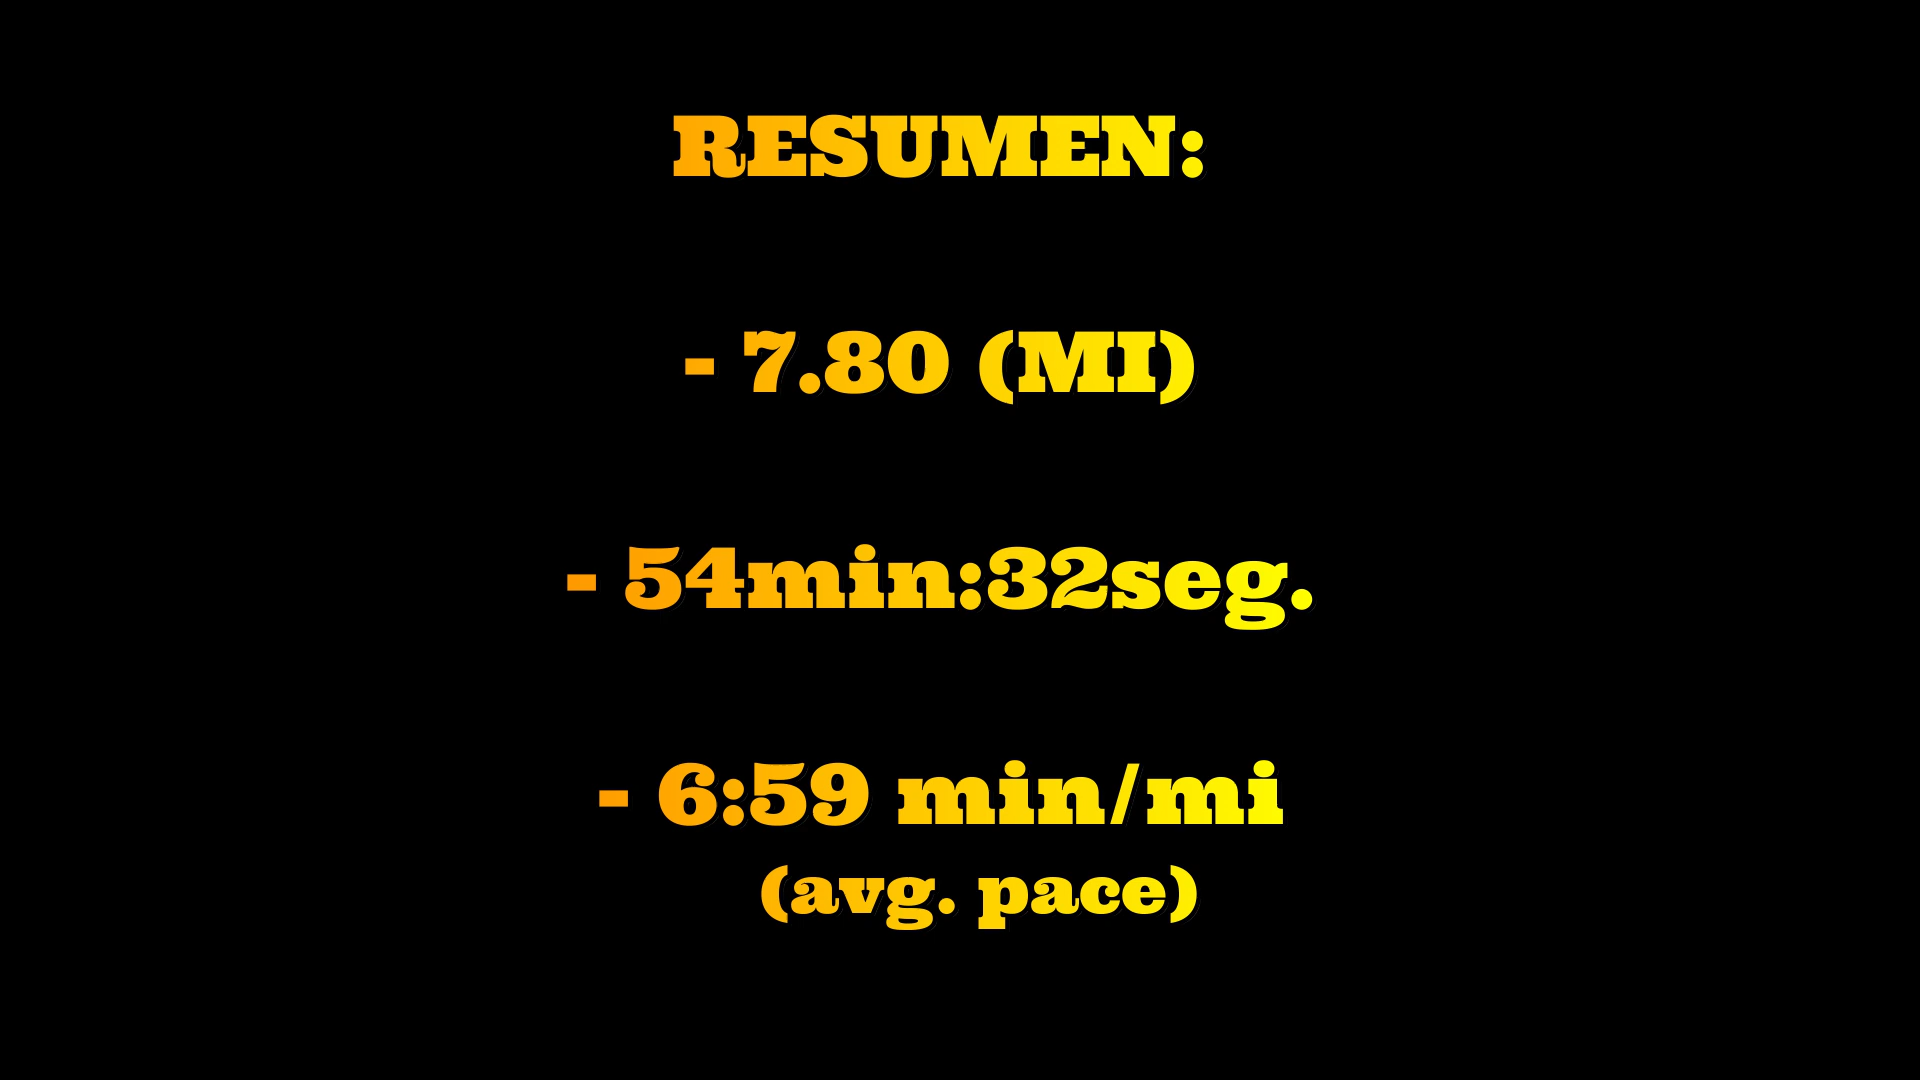 RESUMEN:
- 7.80 (MI)
- 54min:32seg.
- 6:59 min/mi
(avg. pace)